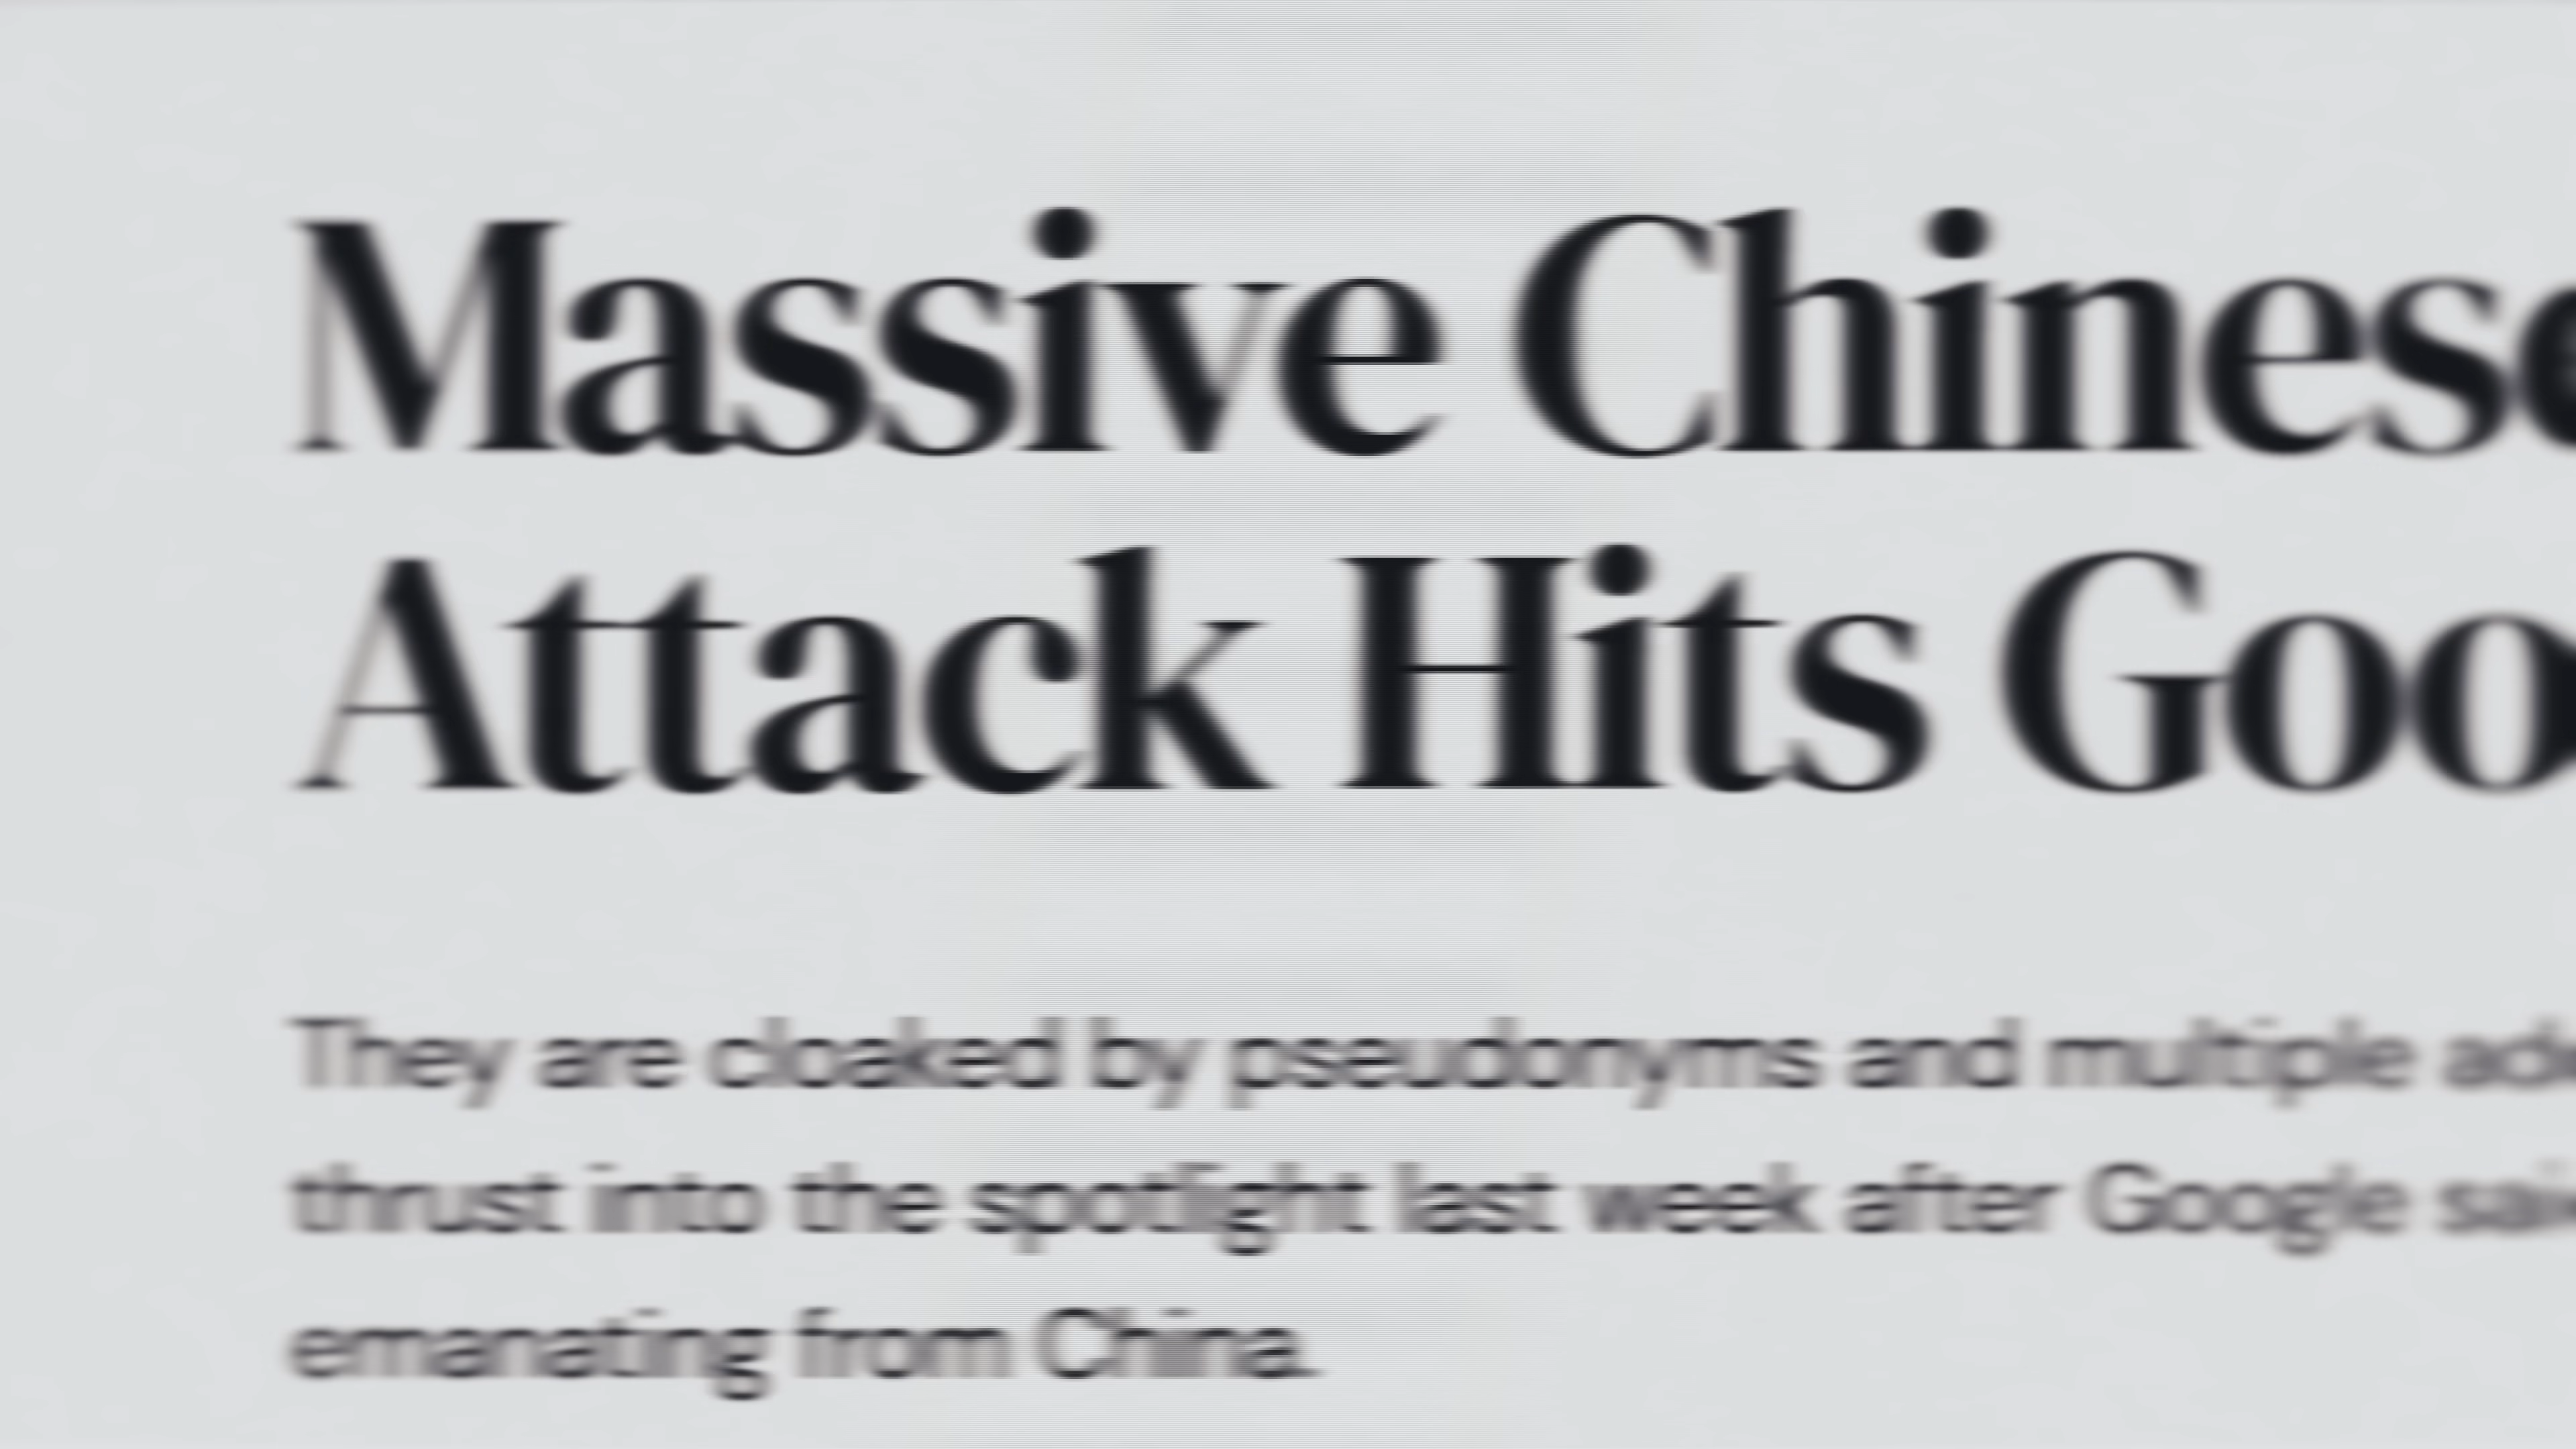 Massive Chinese
Attack Hits Goo
They are cloaked by pseudonyms and multiple
thrust into the spotlight last week after Google
emanating from China.